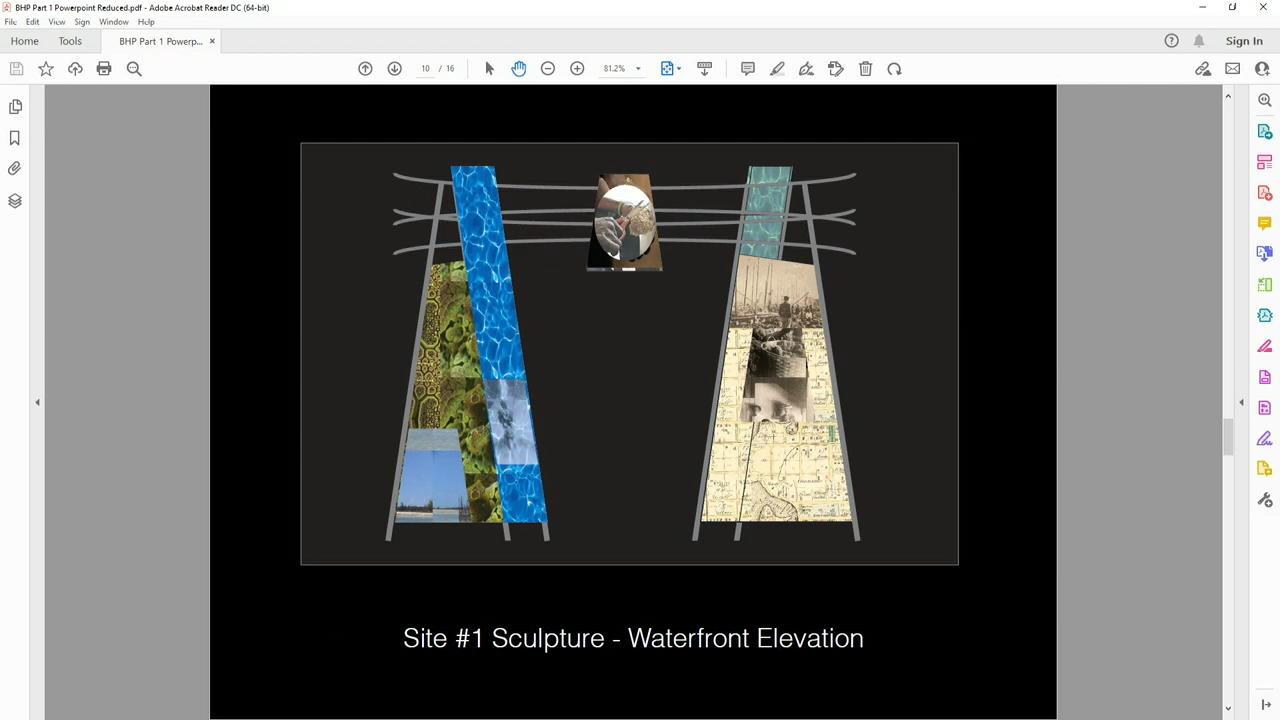 BHP Part 1 Powerpoint Reduced.pdf - Adobe Acrobat Reader DC (64-bit)
File Edit View Sign Window Help
Home Tools BHP Part 1 Powerp... Sign In
10 / 16 81.2%
Site #1 Sculpture - Waterfront Elevation